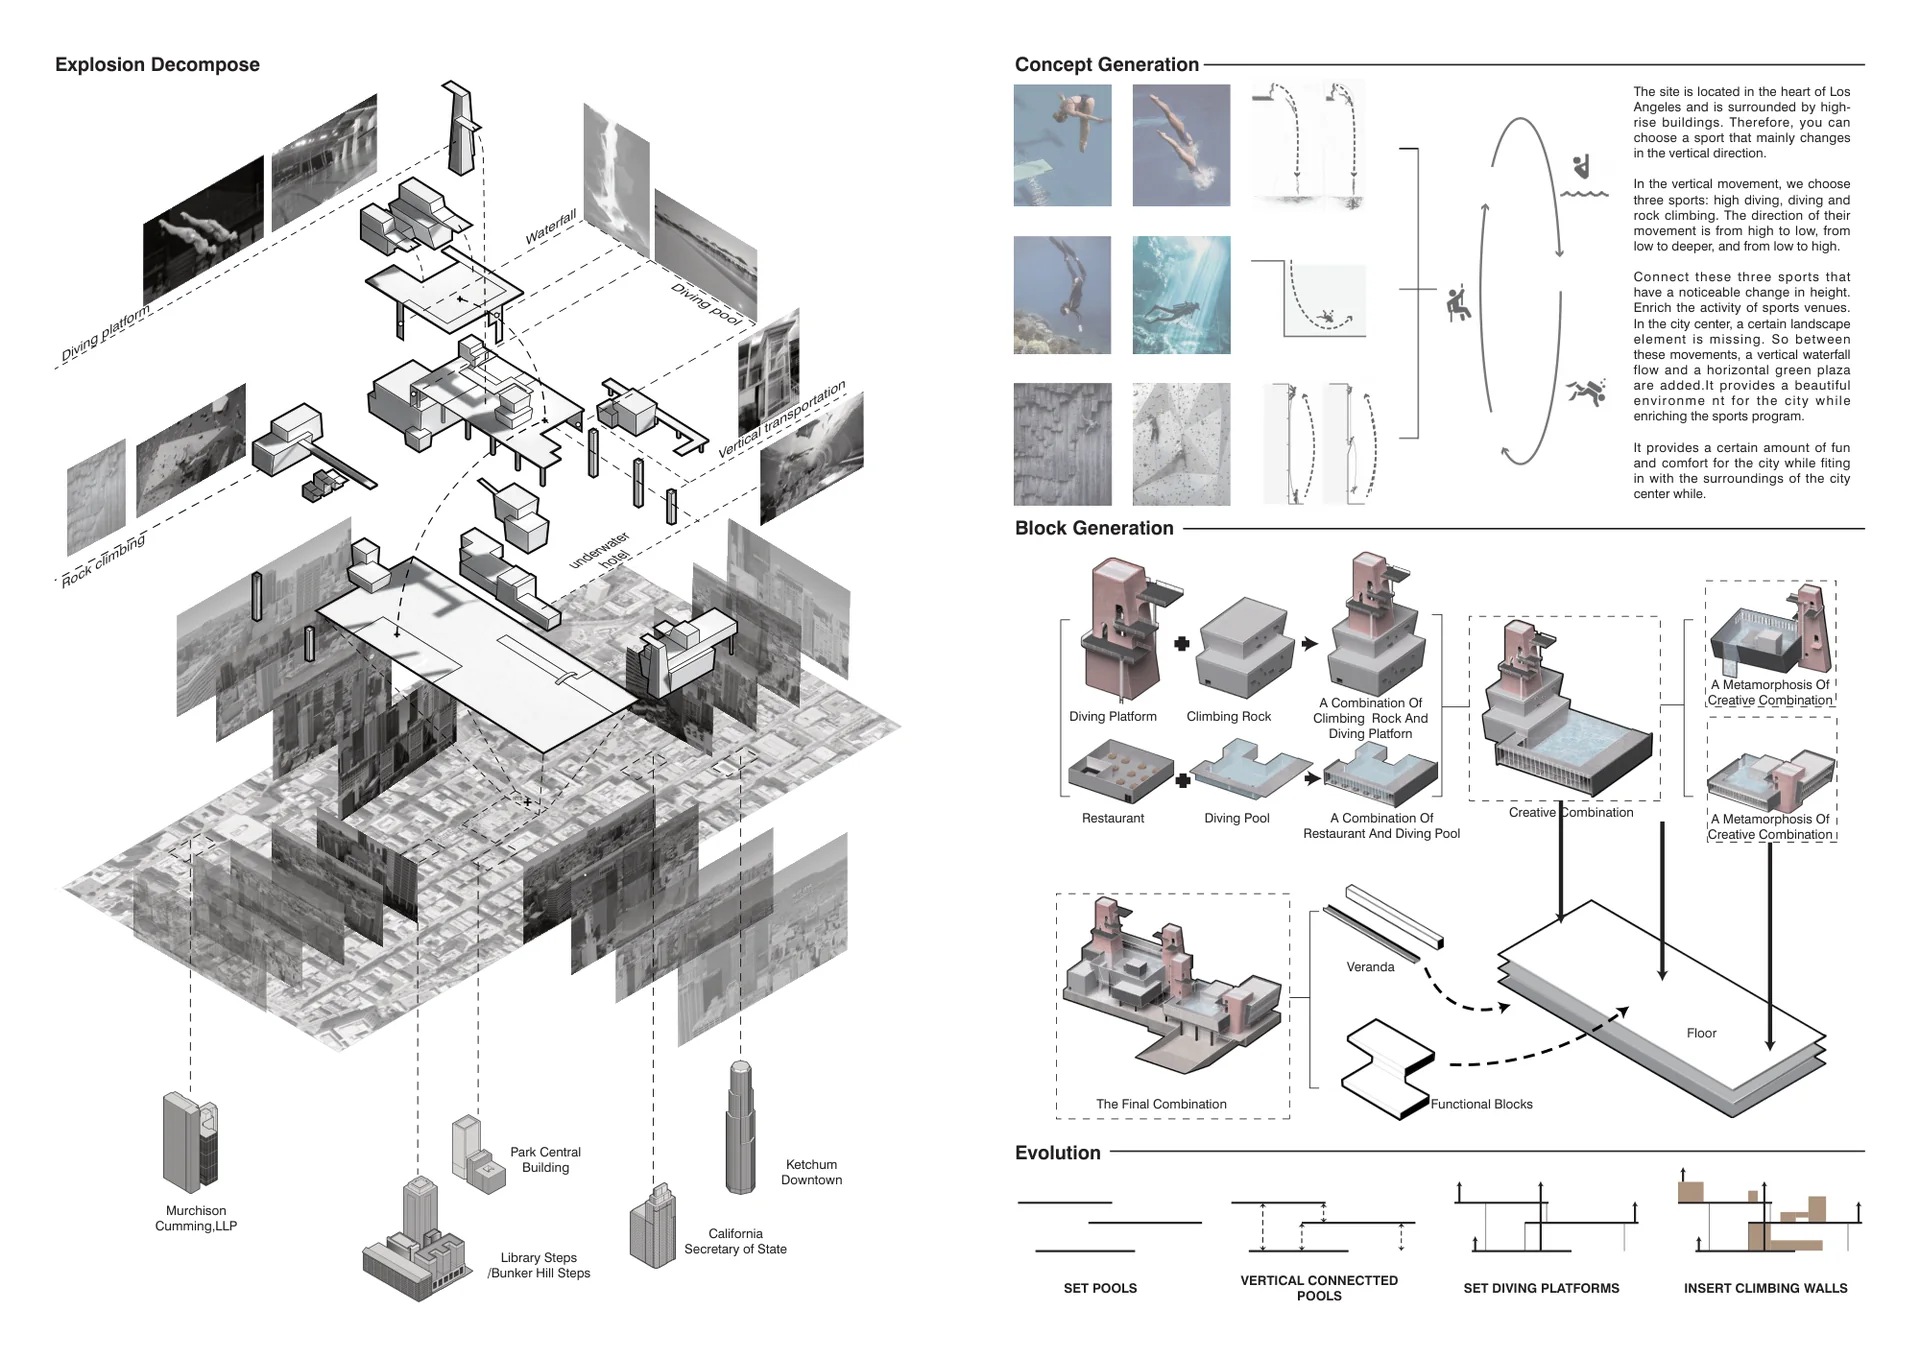 Explosion Decompose
Waterfall
Diving pool
Diving platform
Vertical transportation
Rock climbing
underwater
hotel
Murchison
Cumming,LLP
Park Central
Building
Library Steps
/Bunker Hill Steps
California
Secretary of State
Ketchum
Downtown
Concept Generation
The site is located in the heart of Los
Angeles and is surrounded by high-
rise buildings. Therefore, you can
choose a sport that mainly changes
in the vertical direction.
In the vertical movement, we choose
three sports: high diving, diving and
rock climbing. The direction of their
movement is from high to low, from
low to deeper, and from low to high.
Connect these three sports that
have a noticeable change in height.
Enrich the activity of sports venues.
In the city center, a certain landscape
element is missing. So between
these movements, a vertical waterfall
flow and a horizontal green plaza
are added.It provides a beautiful
environme nt for the city while
enriching the sports program.
It provides a certain amount of fun
and comfort for the city while fiting
in with the surroundings of the city
center while.
Block Generation
Diving Platform
Climbing Rock
A Combination Of
Climbing Rock And
Diving Platforn
Restaurant
Diving Pool
A Combination Of
Restaurant And Diving Pool
Creative Combination
A Metamorphosis Of
Creative Combination
A Metamorphosis Of
Creative Combination
The Final Combination
Veranda
Functional Blocks
Floor
Evolution
SET POOLS
VERTICAL CONNECTTED
POOLS
SET DIVING PLATFORMS
INSERT CLIMBING WALLS